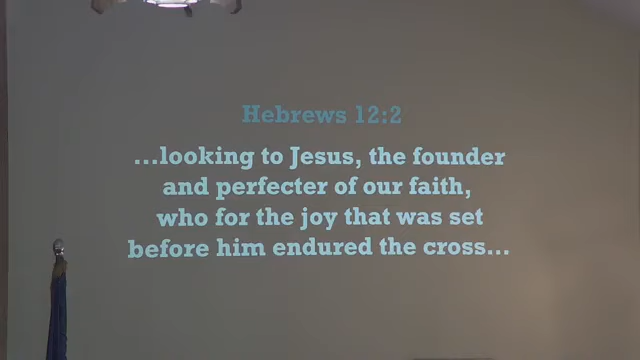 Hebrews 12:2
...looking to Jesus, the founder
and perfecter of our faith,
who for the joy that was set
before him endured the cross...